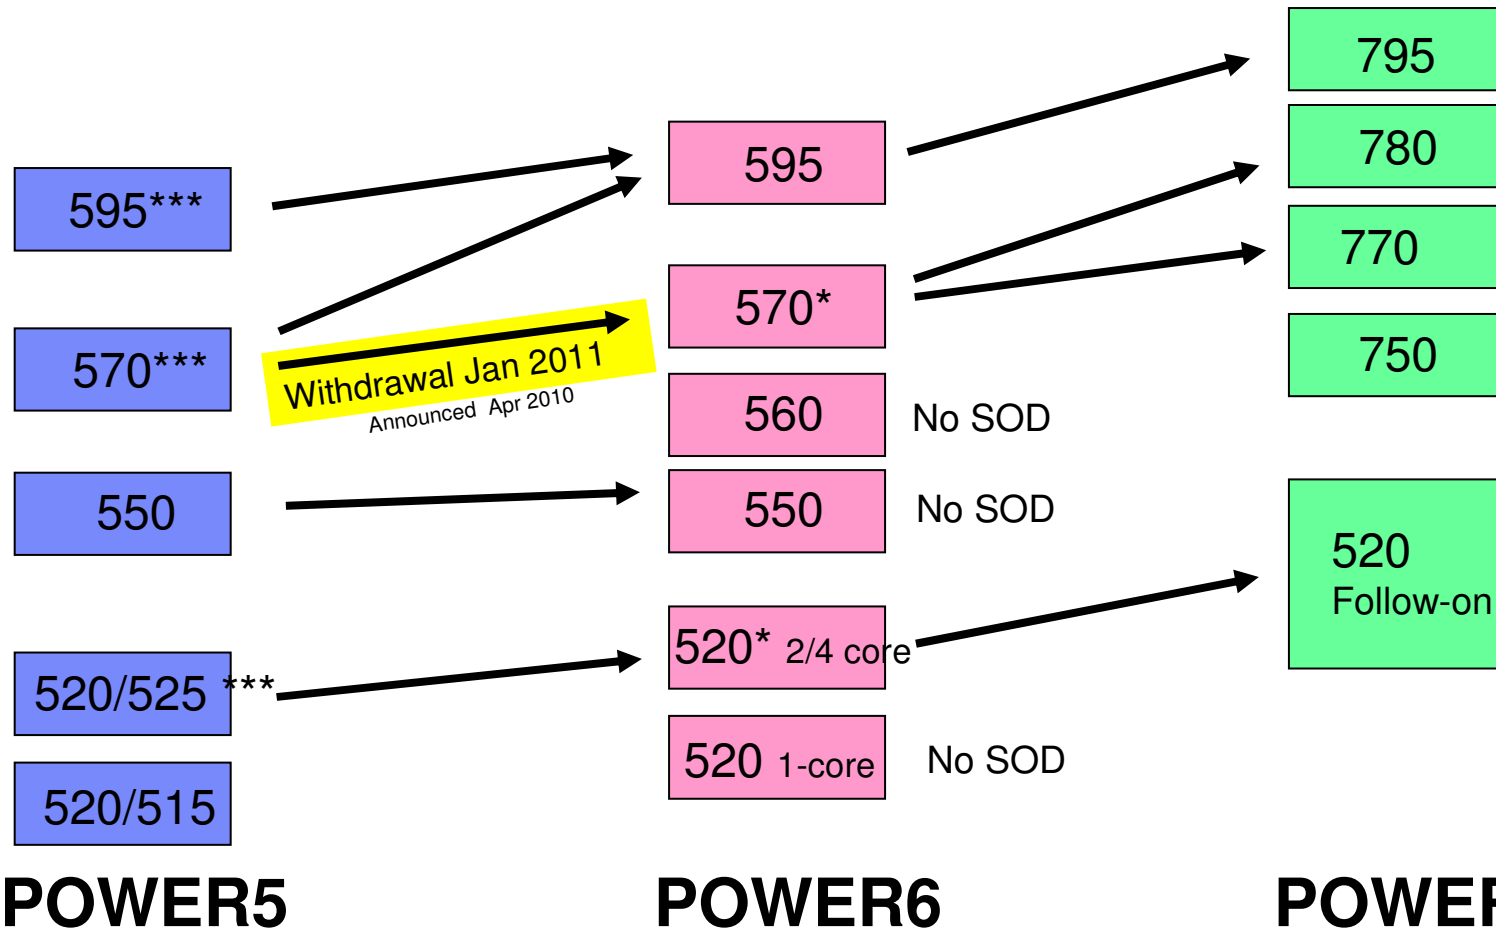 595***
570***
550
520/525 ***
520/515
POWER5
Withdrawal Jan 2011
Announced Apr 2010
595
570*
560
No SOD
550
No SOD
520* 2/4 core
520 1-core
No SOD
POWER6
795
780
770
750
520
Follow-on
POWER